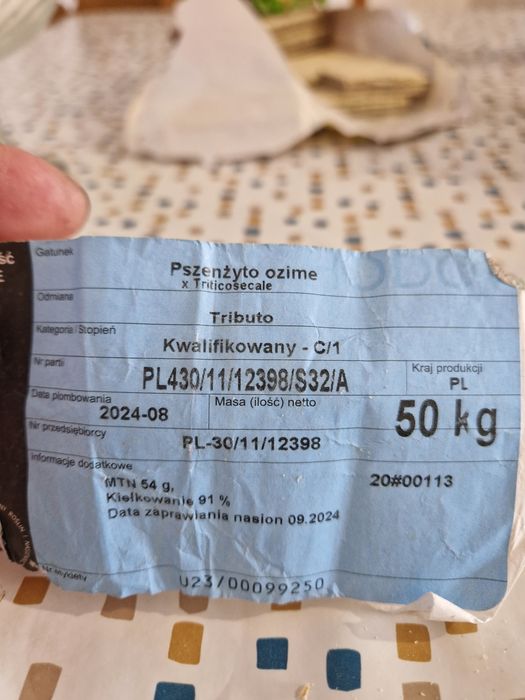 Gatunek
Pszenżyto ozime
x Triticosecale
Odmiana
Tributo
Kategoria Stopień
Kwalifikowany - C/1
Nr partii
PL430/11/12398/S32/A
Kraj produkcji
PL
Data plombowania
2024-08
Masa (ilość) netto
50 kg
Nr przedsiębiorcy
PL-30/11/12398
Informacje dodatkowe
MTN 54 g,
Kiełkowanie 91 %
Data zaprawiania nasion 09.2024
20#00113
Nr etykiety
U23/00099250